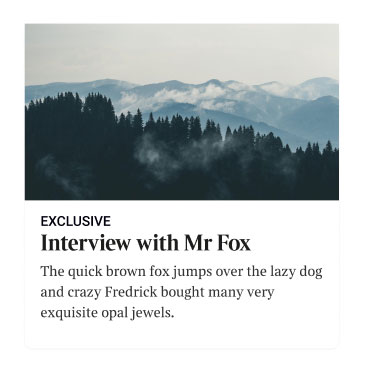 EXCLUSIVE
Interview with Mr Fox
The quick brown fox jumps over the lazy dog
and crazy Fredrick bought many very
exquisite opal jewels.